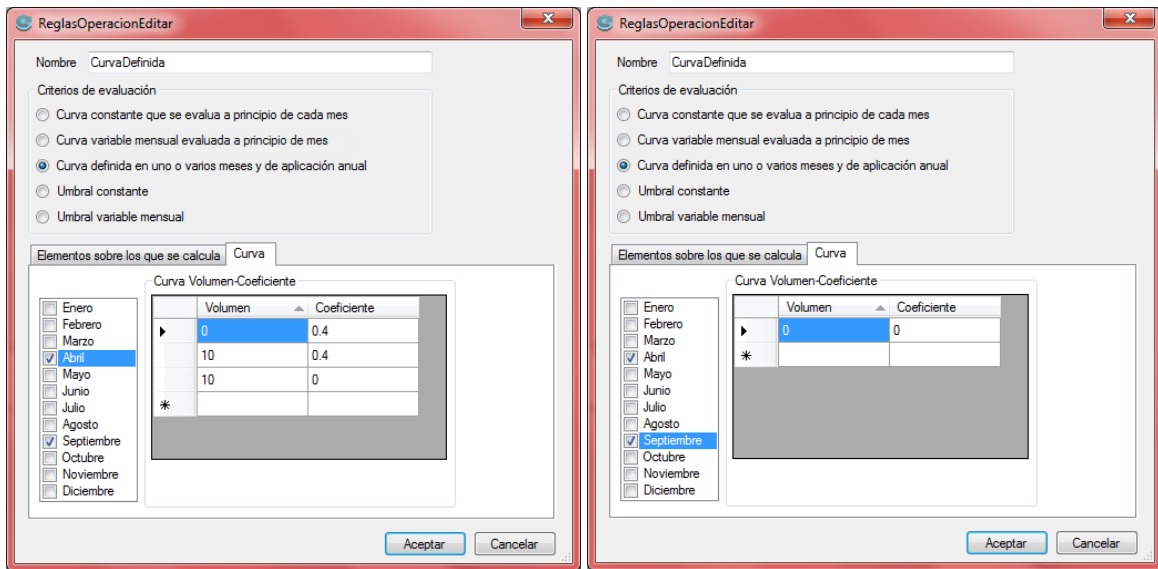 ReglasOperacionEditar
Nombre CurvaDefinida
Criterios de evaluación
Curva constante que se evalua a principio de cada mes
Curva variable mensual evaluada a principio de mes
Curva definida en uno o varios meses y de aplicación anual
Umbral constante
Umbral variable mensual
Elementos sobre los que se calcula Curva
Curva Volumen-Coeficiente
Enero
Febrero
Marzo
Abril
Mayo
Junio
Julio
Agosto
Septiembre
Octubre
Noviembre
Diciembre
Volumen Coeficiente
0 0.4
10 0.4
10 0
Aceptar Cancelar
ReglasOperacionEditar
Nombre CurvaDefinida
Criterios de evaluación
Curva constante que se evalua a principio de cada mes
Curva variable mensual evaluada a principio de mes
Curva definida en uno o varios meses y de aplicación anual
Umbral constante
Umbral variable mensual
Elementos sobre los que se calcula Curva
Curva Volumen-Coeficiente
Enero
Febrero
Marzo
Abril
Mayo
Junio
Julio
Agosto
Septiembre
Octubre
Noviembre
Diciembre
Volumen Coeficiente
0 0
Aceptar Cancelar